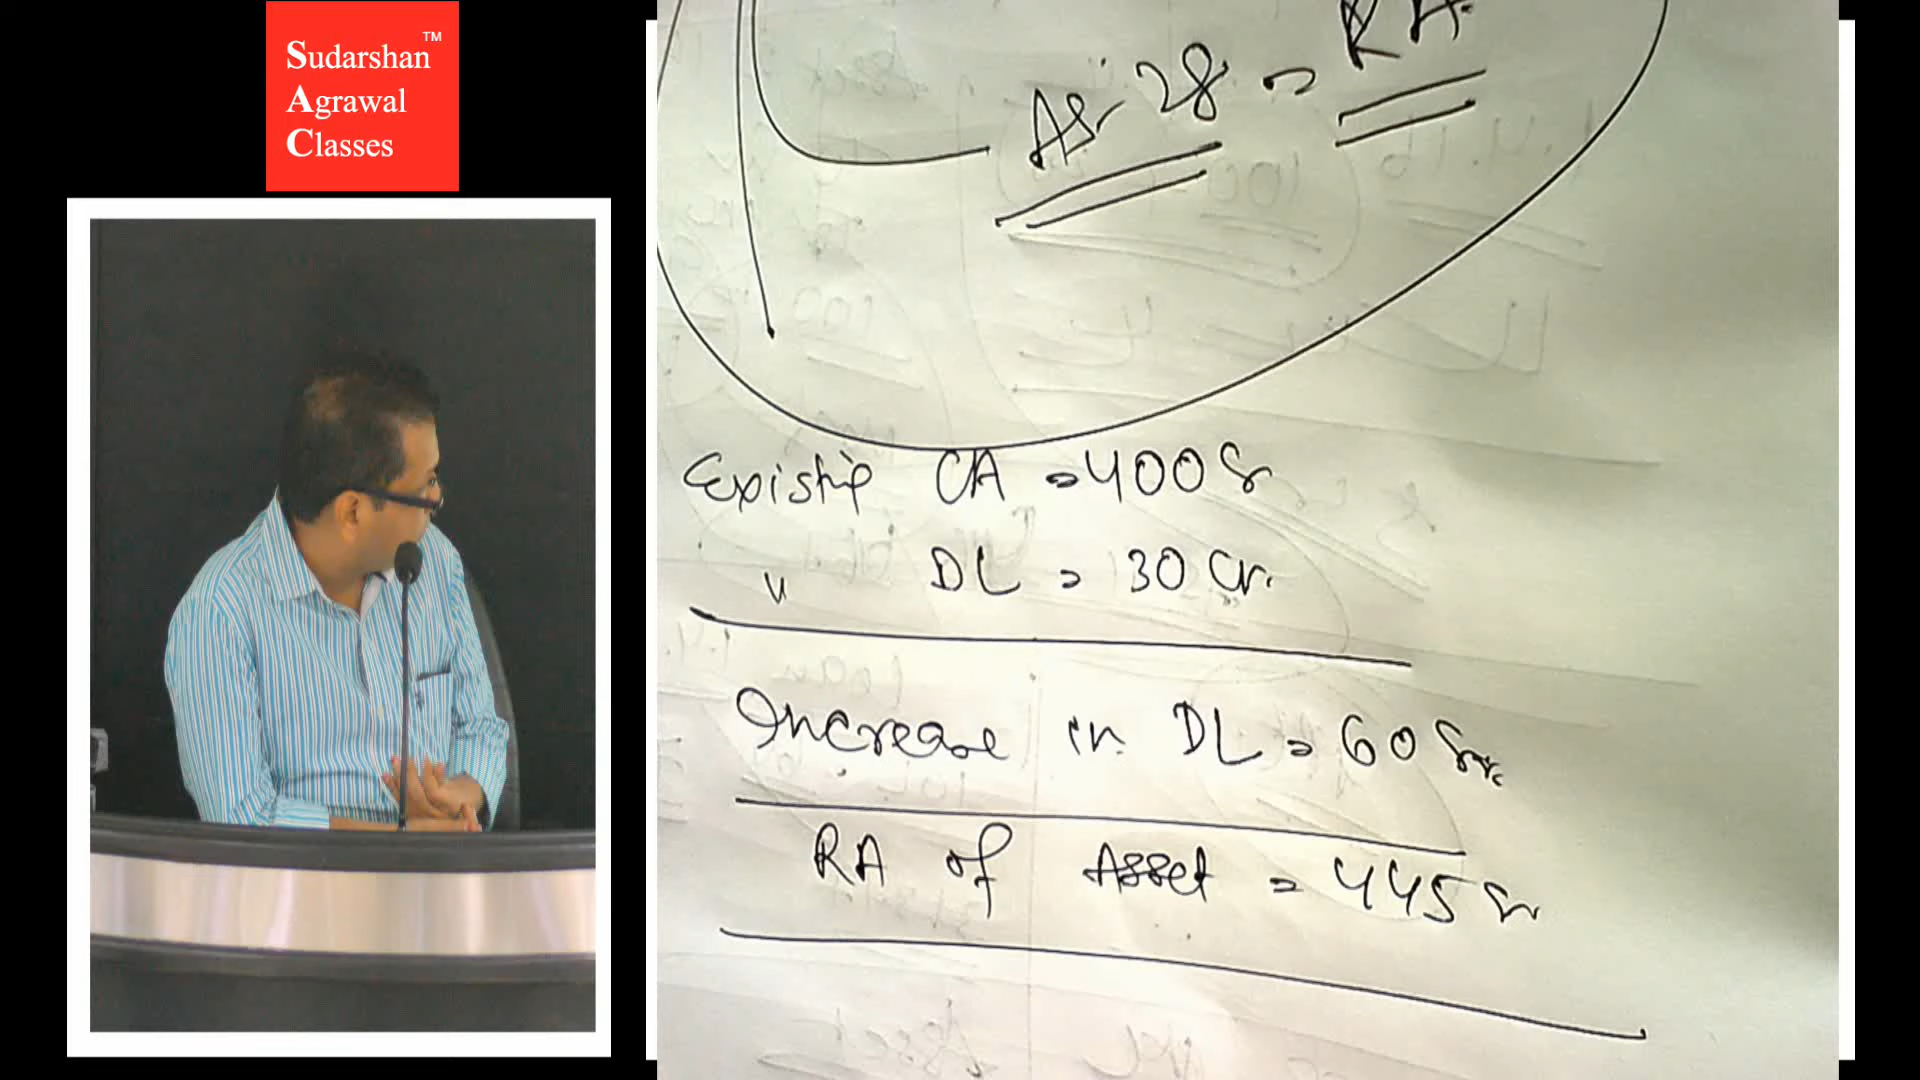 Sudarshan™
Agrawal
Classes
RA.
AS-28 =
Existing CA = 400 Cr
" DL = 30 Cr.
Increase in DL = 60 Cr.
RA of Asset = 445 Cr